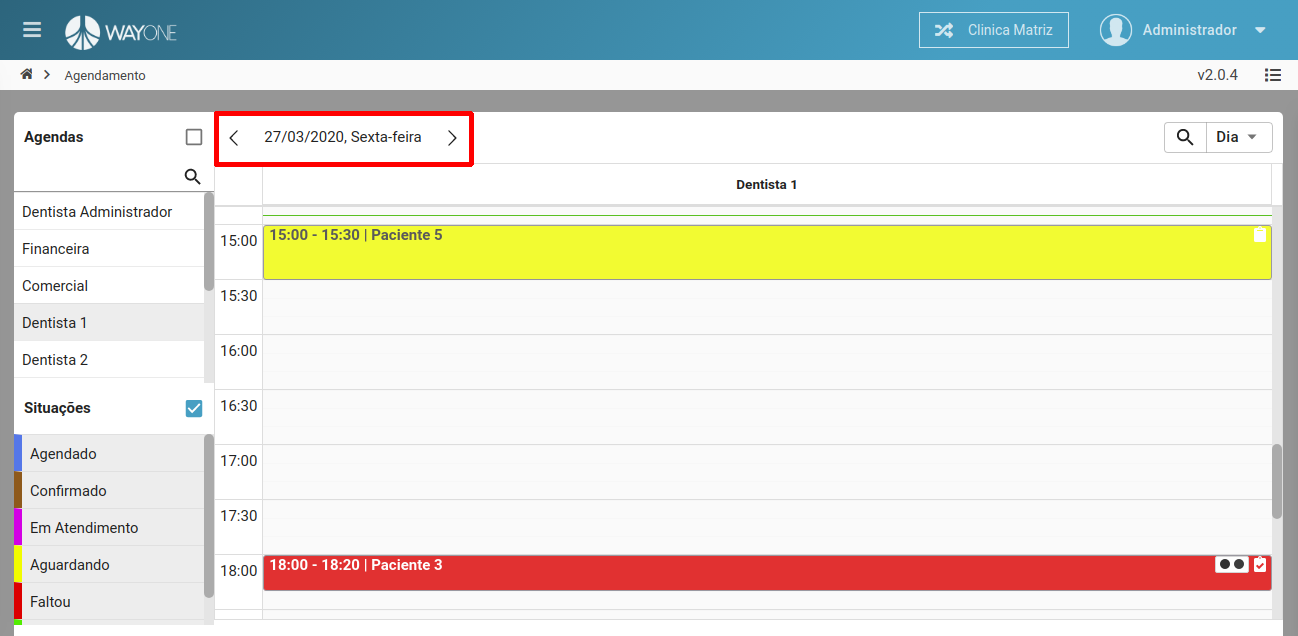 WAYONE
Clinica Matriz
Administrador
Agendamento
v2.0.4
Agendas
27/03/2020, Sexta-feira
Dia
Dentista Administrador
Financeira
Comercial
Dentista 1
Dentista 2
Situações
Agendado
Confirmado
Em Atendimento
Aguardando
Faltou
Dentista 1
15:00
15:00 - 15:30 | Paciente 5
15:30
16:00
16:30
17:00
17:30
18:00
18:00 - 18:20 | Paciente 3